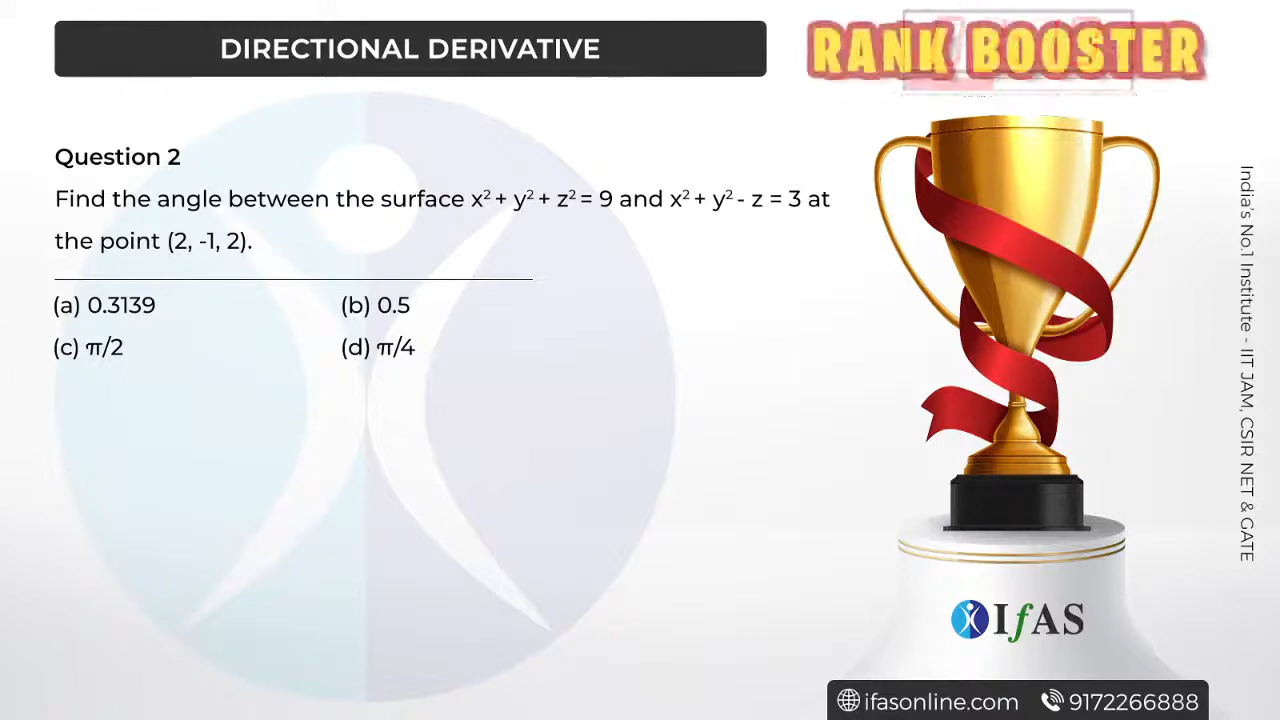 DIRECTIONAL DERIVATIVE
RANK BOOSTER
Question 2
Find the angle between the surface x² + y² + z² = 9 and x² + y² - z = 3 at
the point (2, -1, 2).
(a) 0.3139
(b) 0.5
(c) π/2
(d) π/4
India's No.1 Institute - IIT JAM, CSIR NET & GATE
IfAS
ifasonline.com
9172266888